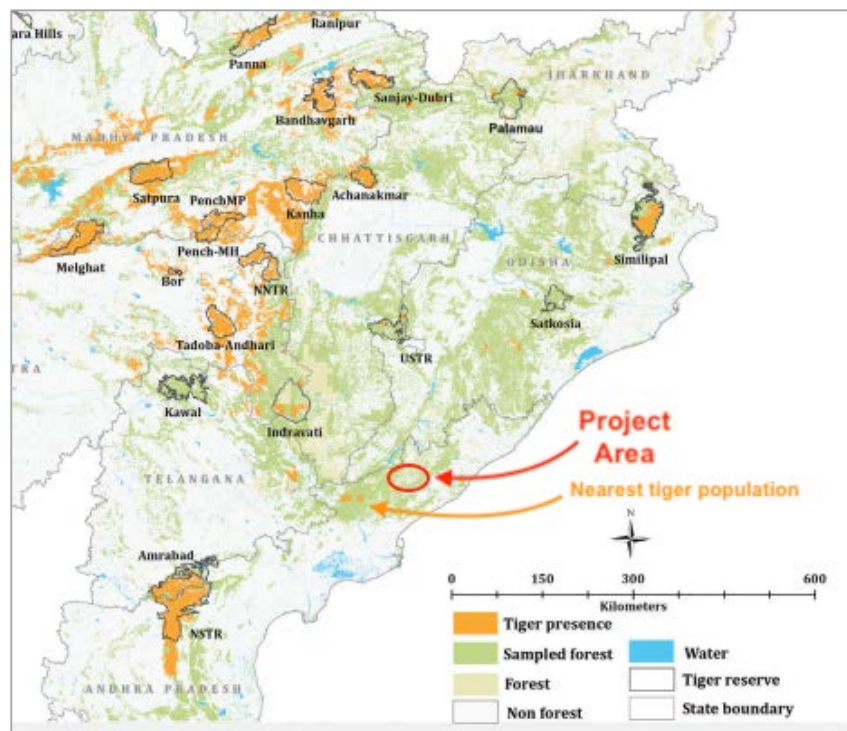 Ranipur
ara Hills
Panna
JHARKHAND
Sanjay-Dubri
Bandhavgarh
Palamau
MADHYA PRADESH
Satpura
PenchMP
Achanakmar
Kanha
CHHATTISGARH
Pench-MH
ODISHA
Similipal
Melghat
Bor
NNTR
Satkosia
Tadoba-Andhari
USTR
TRA
Kawal
Indravati
Project
Area
TELANGANA
Nearest tiger population
N
Amrabad
0 150 300 600
Kilometers
NSTR
ANDHRA PRADESH
Tiger presence
Sampled forest
Forest
Non forest
Water
Tiger reserve
State boundary